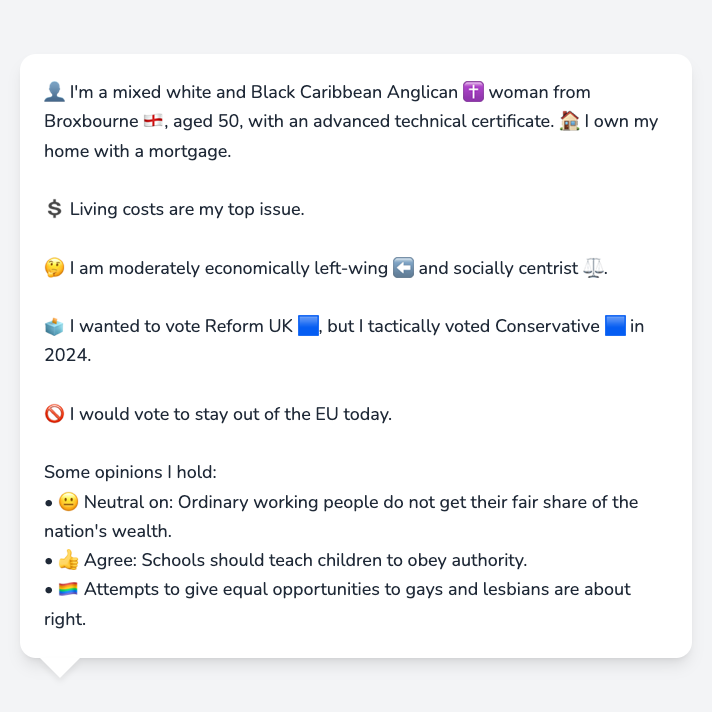 👤 I'm a mixed white and Black Caribbean Anglican ✝️ woman from
Broxbourne 🏴󠁧󠁢󠁥󠁮󠁧󠁿, aged 50, with an advanced technical certificate. 🏠 I own my
home with a mortgage.
💲 Living costs are my top issue.
🤔 I am moderately economically left-wing ⬅️ and socially centrist ⚖️.
🗳️ I wanted to vote Reform UK 🟦, but I tactically voted Conservative 🟦 in
2024.
🚫 I would vote to stay out of the EU today.
Some opinions I hold:
• 😐 Neutral on: Ordinary working people do not get their fair share of the
nation's wealth.
• 👍 Agree: Schools should teach children to obey authority.
• 🏳️‍🌈 Attempts to give equal opportunities to gays and lesbians are about
right.